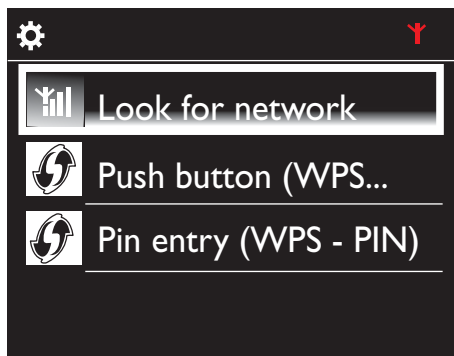 Look for network
Push button (WPS...
Pin entry (WPS - PIN)